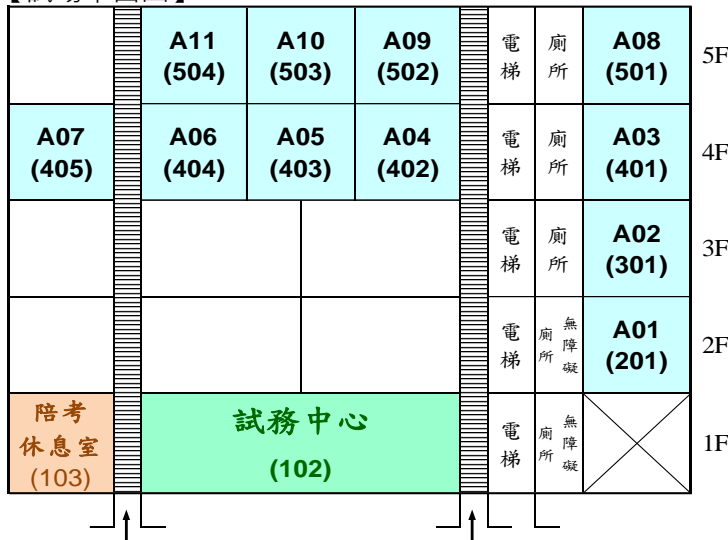 A11 A10 A09 電梯 廁所 A08 5F
(504) (503) (502) (501)
A07 A06 A05 A04 電梯 廁所 A03 4F
(405) (404) (403) (402) (401)
電梯 廁所 A02 3F
(301)
電梯 廁所 無障礙 A01 2F
(201)
陪考 試務中心 電梯 廁所 無障礙 1F
休息室
(103) (102)